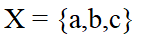 X = {a,b,c}